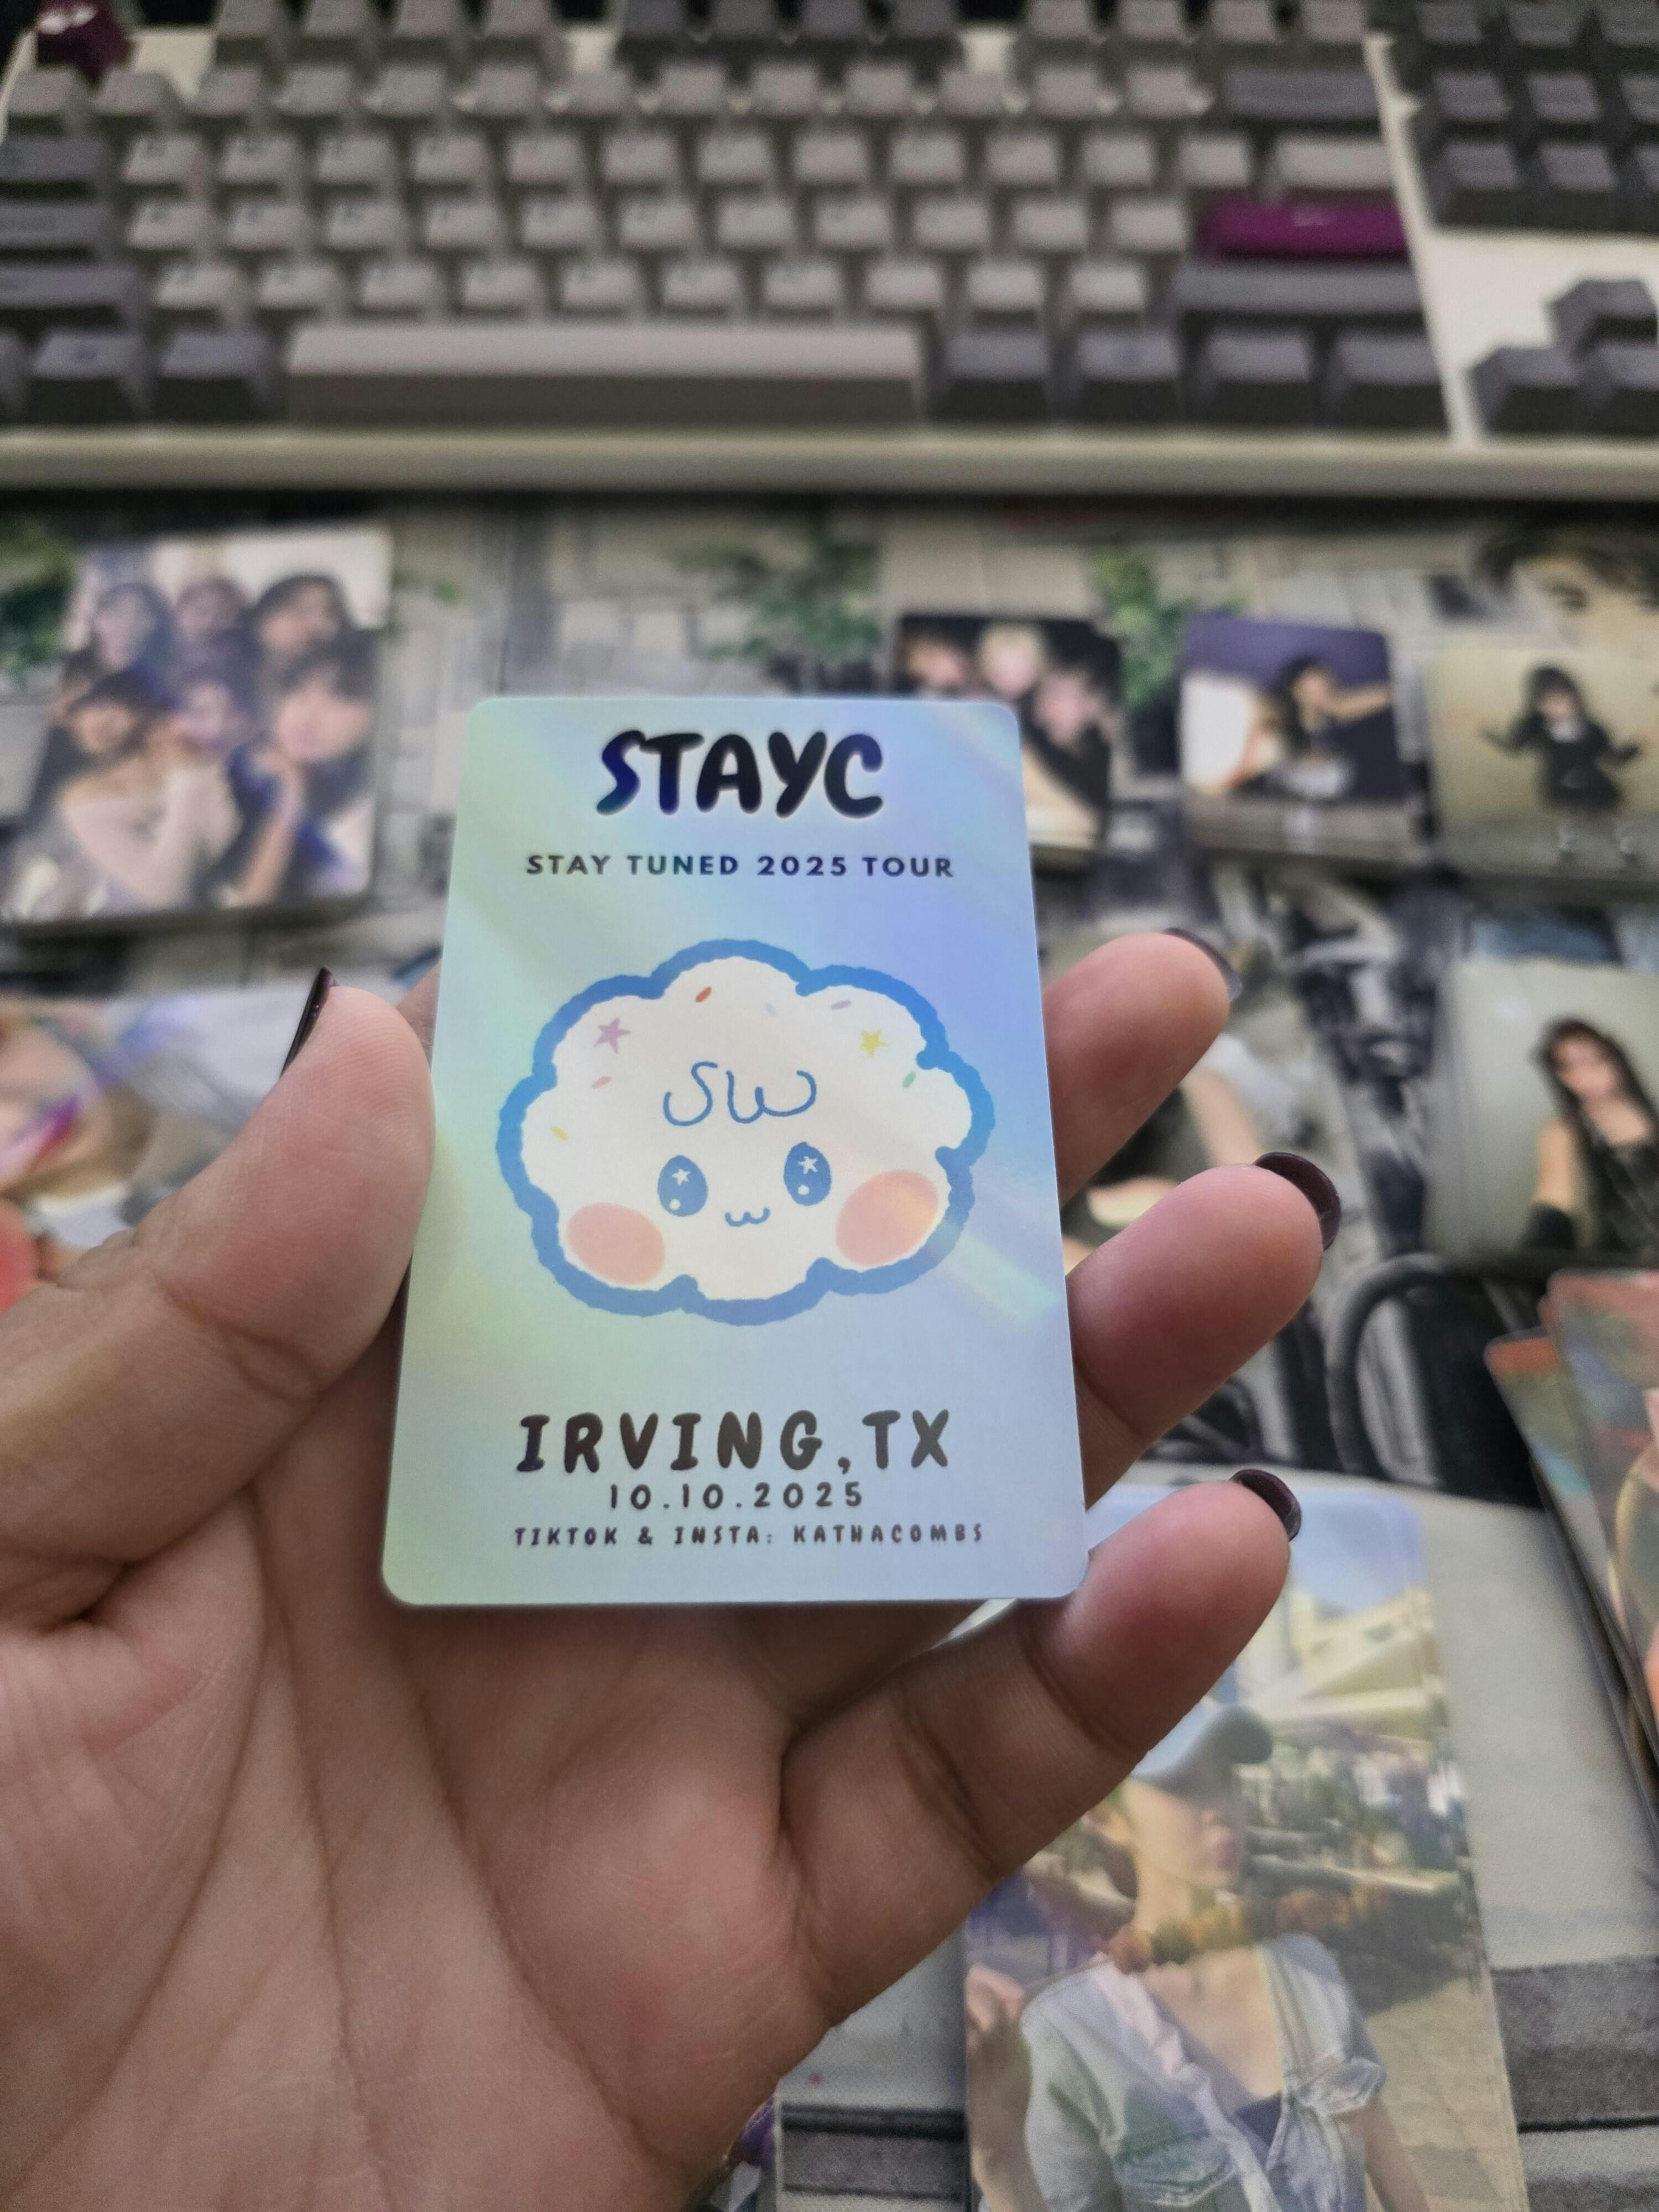 STAYC
STAY TUNED 2025 TOUR
SW
IRVING,TX
10.10.2025
TIKTOK & INSTA: KATHACOMBS